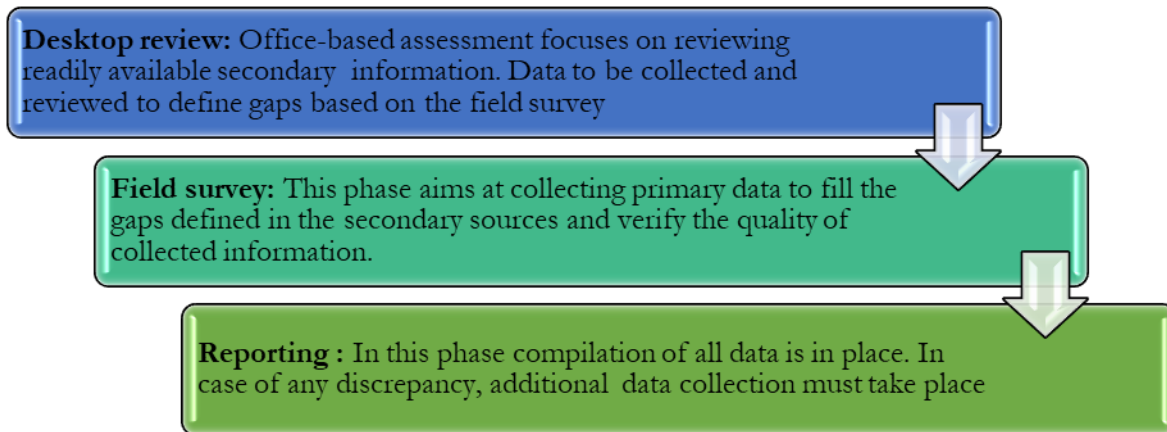 Desktop review: Office-based assessment focuses on reviewing
readily available secondary information. Data to be collected and
reviewed to define gaps based on the field survey
Field survey: This phase aims at collecting primary data to fill the
gaps defined in the secondary sources and verify the quality of
collected information.
Reporting : In this phase compilation of all data is in place. In
case of any discrepancy, additional data collection must take place